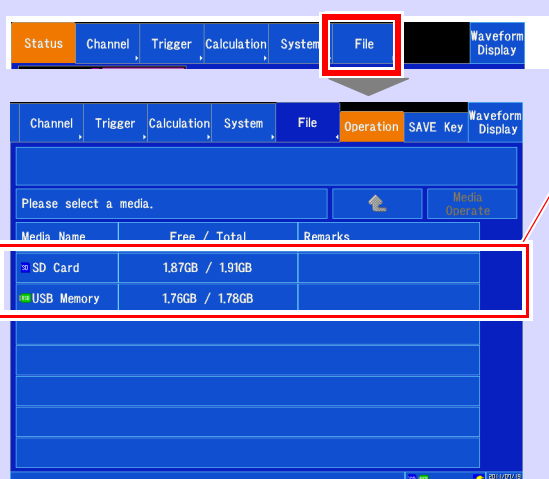 Status Channel Trigger Calculation System File Waveform Display
Channel Trigger Calculation System File Operation SAVE Key Waveform Display
Please select a media. Media Operate
Media Name Free / Total Remarks
SD SD Card 1.87GB / 1.91GB
USB USB Memory 1.76GB / 1.78GB